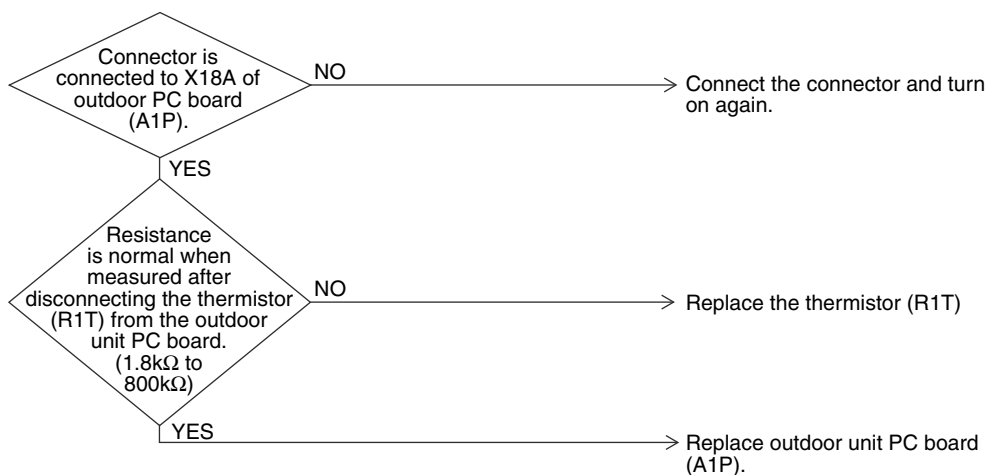 Connector is
connected to X18A of
outdoor PC board
(A1P).
NO
Connect the connector and turn
on again.
YES
Resistance
is normal when
measured after
disconnecting the thermistor
(R1T) from the outdoor
unit PC board.
(1.8kΩ to
800kΩ)
NO
Replace the thermistor (R1T)
YES
Replace outdoor unit PC board
(A1P).